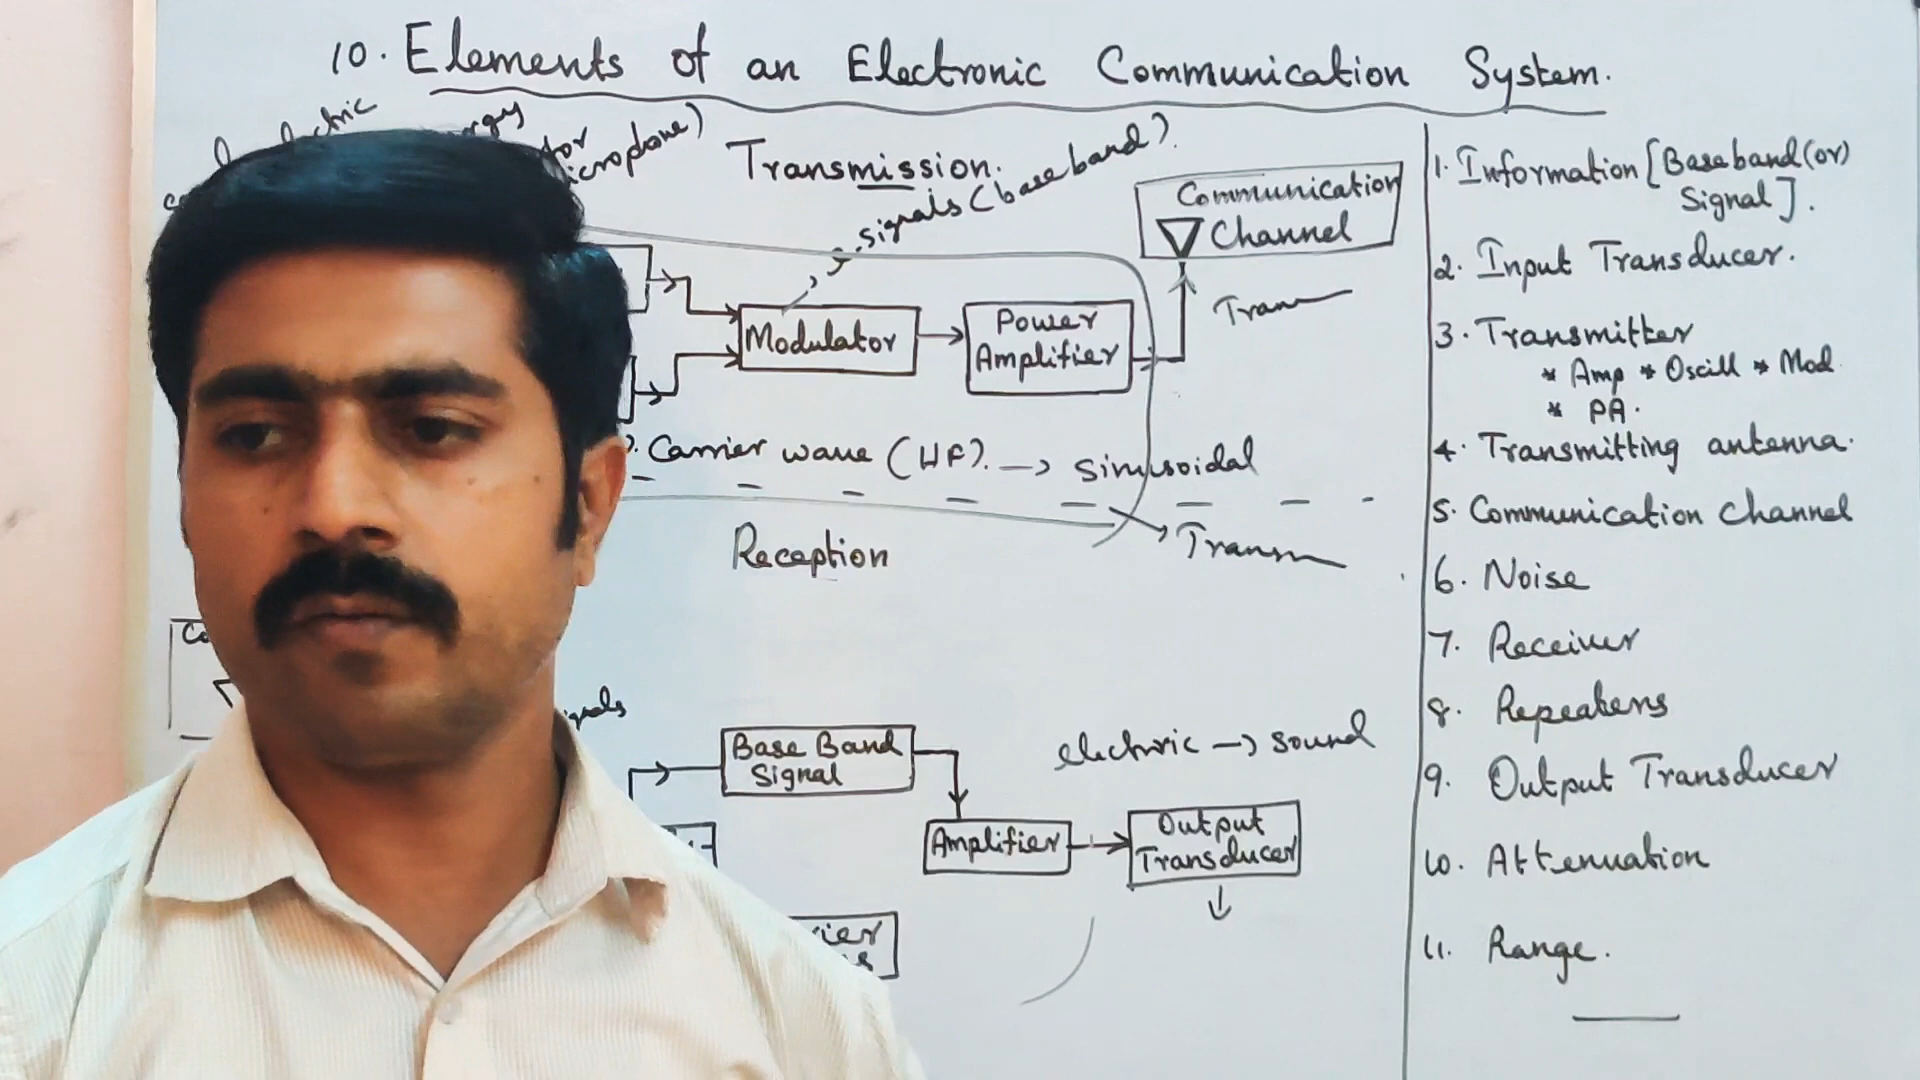 10. Elements of an Electronic Communication System.
microphone)
Transmission.
signals (base band).
Communication
Channel
Modulator
Power
Amplifier
Tran
Carrier wave (HF). → Sinusoidal
Reception
Transm
Base Band
Signal
electric → sound
Amplifier
Output
Transducer
1. Information [Baseband (or)
Signal].
2. Input Transducer.
3. Transmitter
* Amp * Oscill * Mod
* PA.
4. Transmitting antenna.
5. Communication channel
6. Noise
7. Receiver
8. Repeaters
9. Output Transducer
10. Attenuation
11. Range.